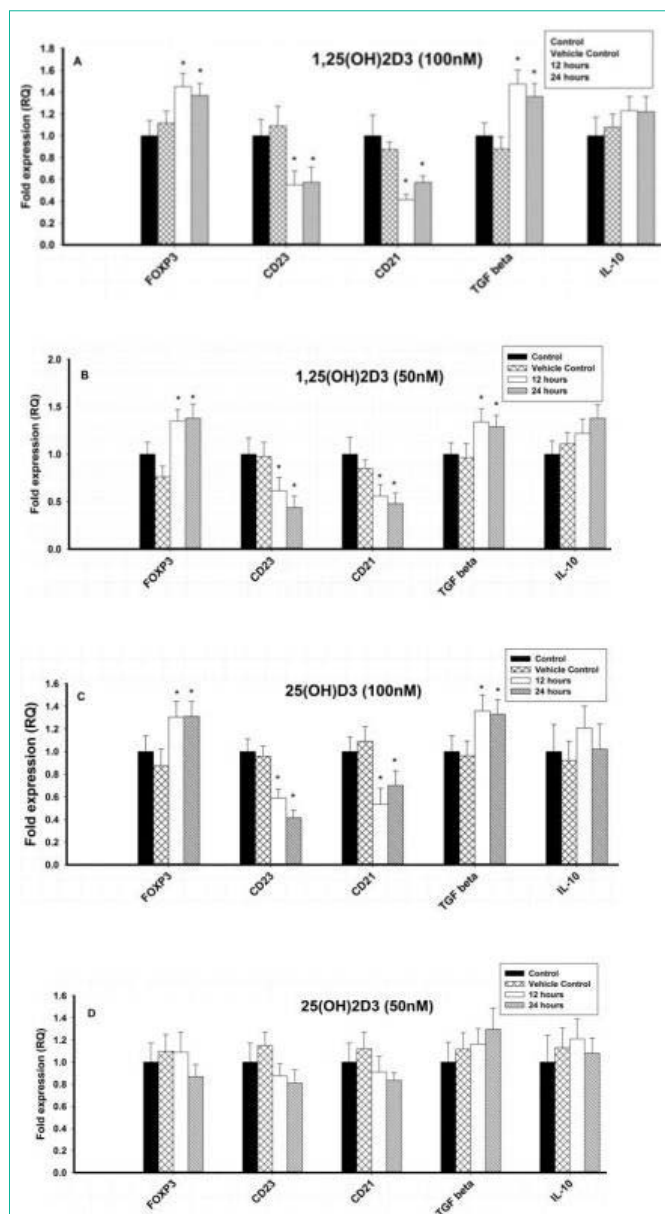 A
1,25(OH)2D3 (100nM)
Control
Vehicle Control
12 hours
24 hours
Fold expression (RQ)
1.8
1.6
1.4
1.2
1.0
0.8
0.6
0.4
0.2
0.0
* * * * * * * *
FOXP3 CD23 CD21 TGF beta IL-10
B
1,25(OH)2D3 (50nM)
Control
Vehicle Control
12 hours
24 hours
Fold expression (RQ)
2.0
1.5
1.0
0.5
0.0
* * * * * * * *
FOXP3 CD23 CD21 TGF beta IL-10
C
25(OH)D3 (100nM)
Control
Vehicle Control
12 hours
24 hours
Fold expression (RQ)
1.6
1.4
1.2
1.0
0.8
0.6
0.4
0.2
0.0
* * * * * * * *
FOXP3 CD23 CD21 TGF beta IL-10
D
25(OH)2D3 (50nM)
Control
Vehicle Control
12 hours
24 hours
Fold expression (RQ)
1.6
1.4
1.2
1.0
0.8
0.6
0.4
0.2
0.0
FOXP3 CD23 CD21 TGF beta IL-10